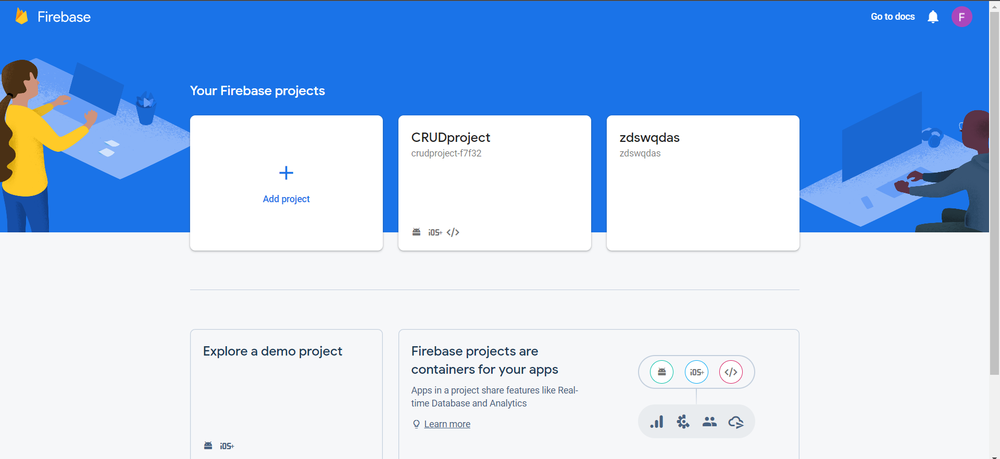 Firebase
Go to docs
F
Your Firebase projects
Add project
CRUDproject
crudproject-f7f32
iOS+
zdswqdas
zdswqdas
Explore a demo project
iOS+
Firebase projects are
containers for your apps
Apps in a project share features like Real-
time Database and Analytics
Learn more
iOS+